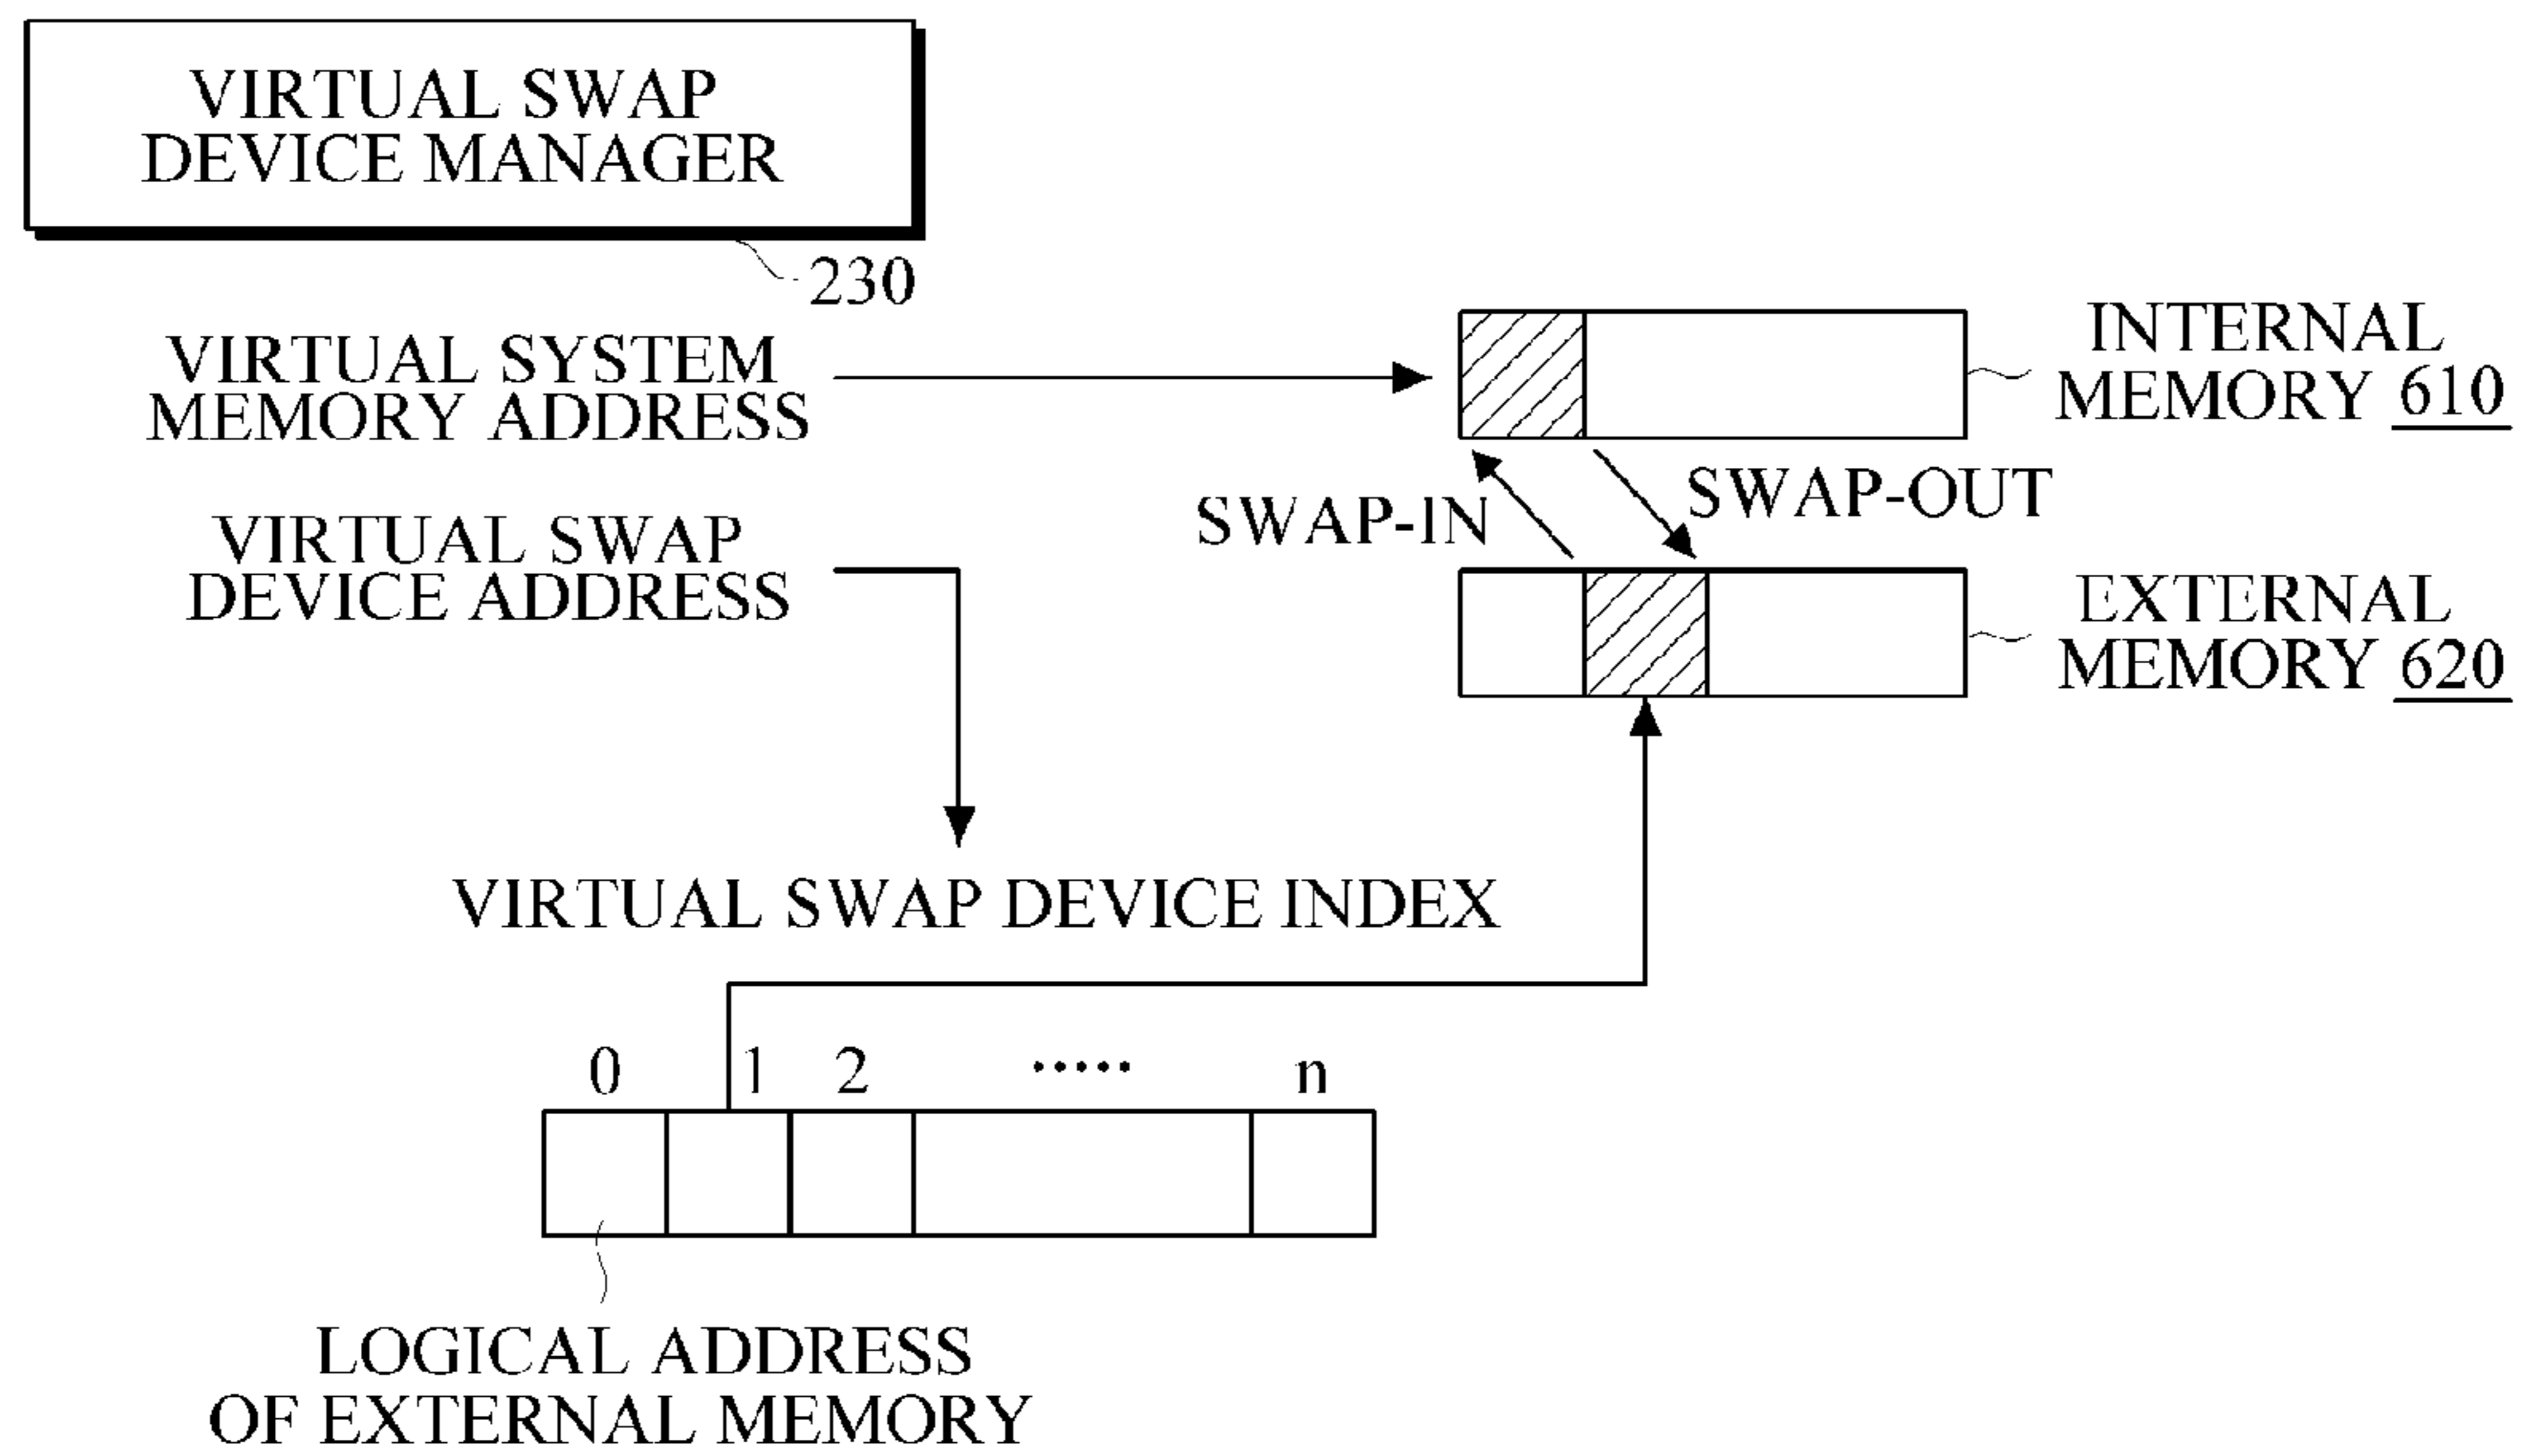 VIRTUAL SWAP
DEVICE MANAGER
230
VIRTUAL SYSTEM
MEMORY ADDRESS
INTERNAL
MEMORY 610
SWAP-IN
SWAP-OUT
VIRTUAL SWAP
DEVICE ADDRESS
EXTERNAL
MEMORY 620
VIRTUAL SWAP DEVICE INDEX
0 1 2 ····· n
LOGICAL ADDRESS
OF EXTERNAL MEMORY